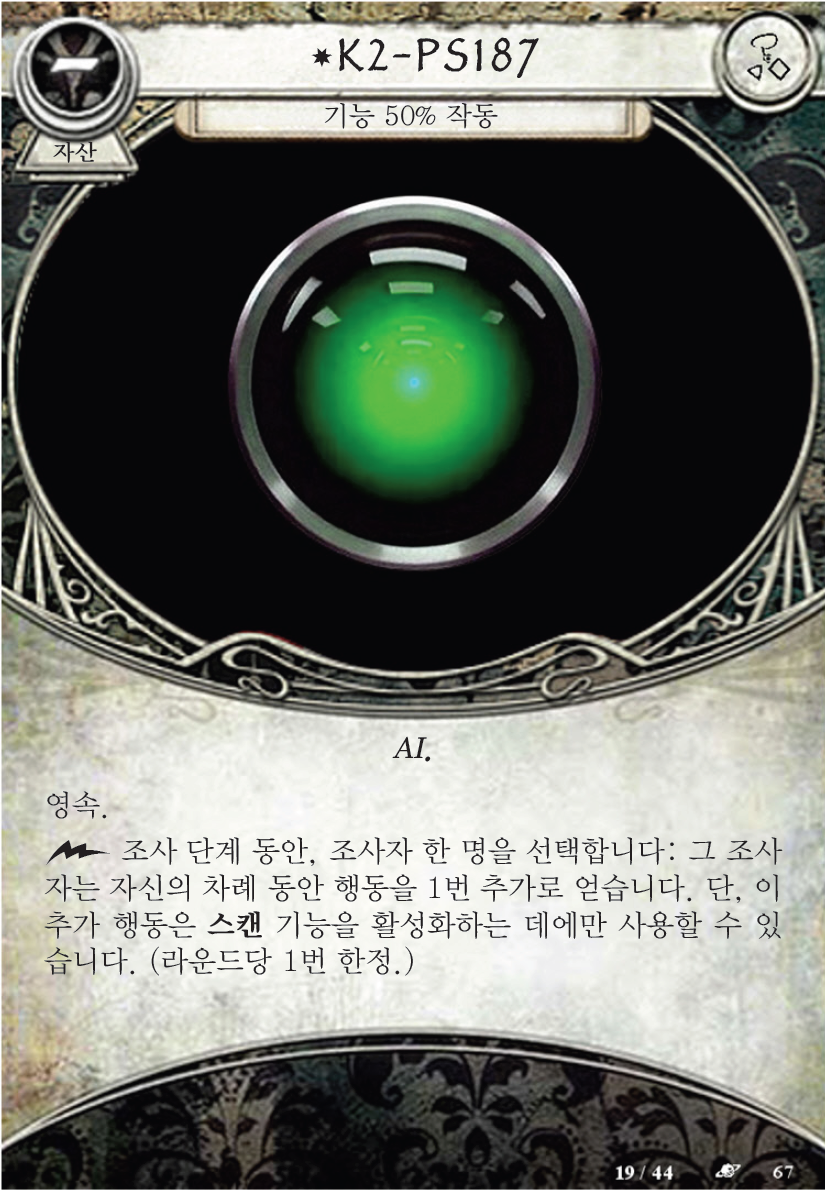 ✷K2-PS187
기능 50% 작동
자산
AI.
영속.
조사 단계 동안, 조사자 한 명을 선택합니다: 그 조사
자는 자신의 차례 동안 행동을 1번 추가로 얻습니다. 단, 이
추가 행동은 스캔 기능을 활성화하는 데에만 사용할 수 있
습니다. (라운드당 1번 한정.)
19 / 44 67